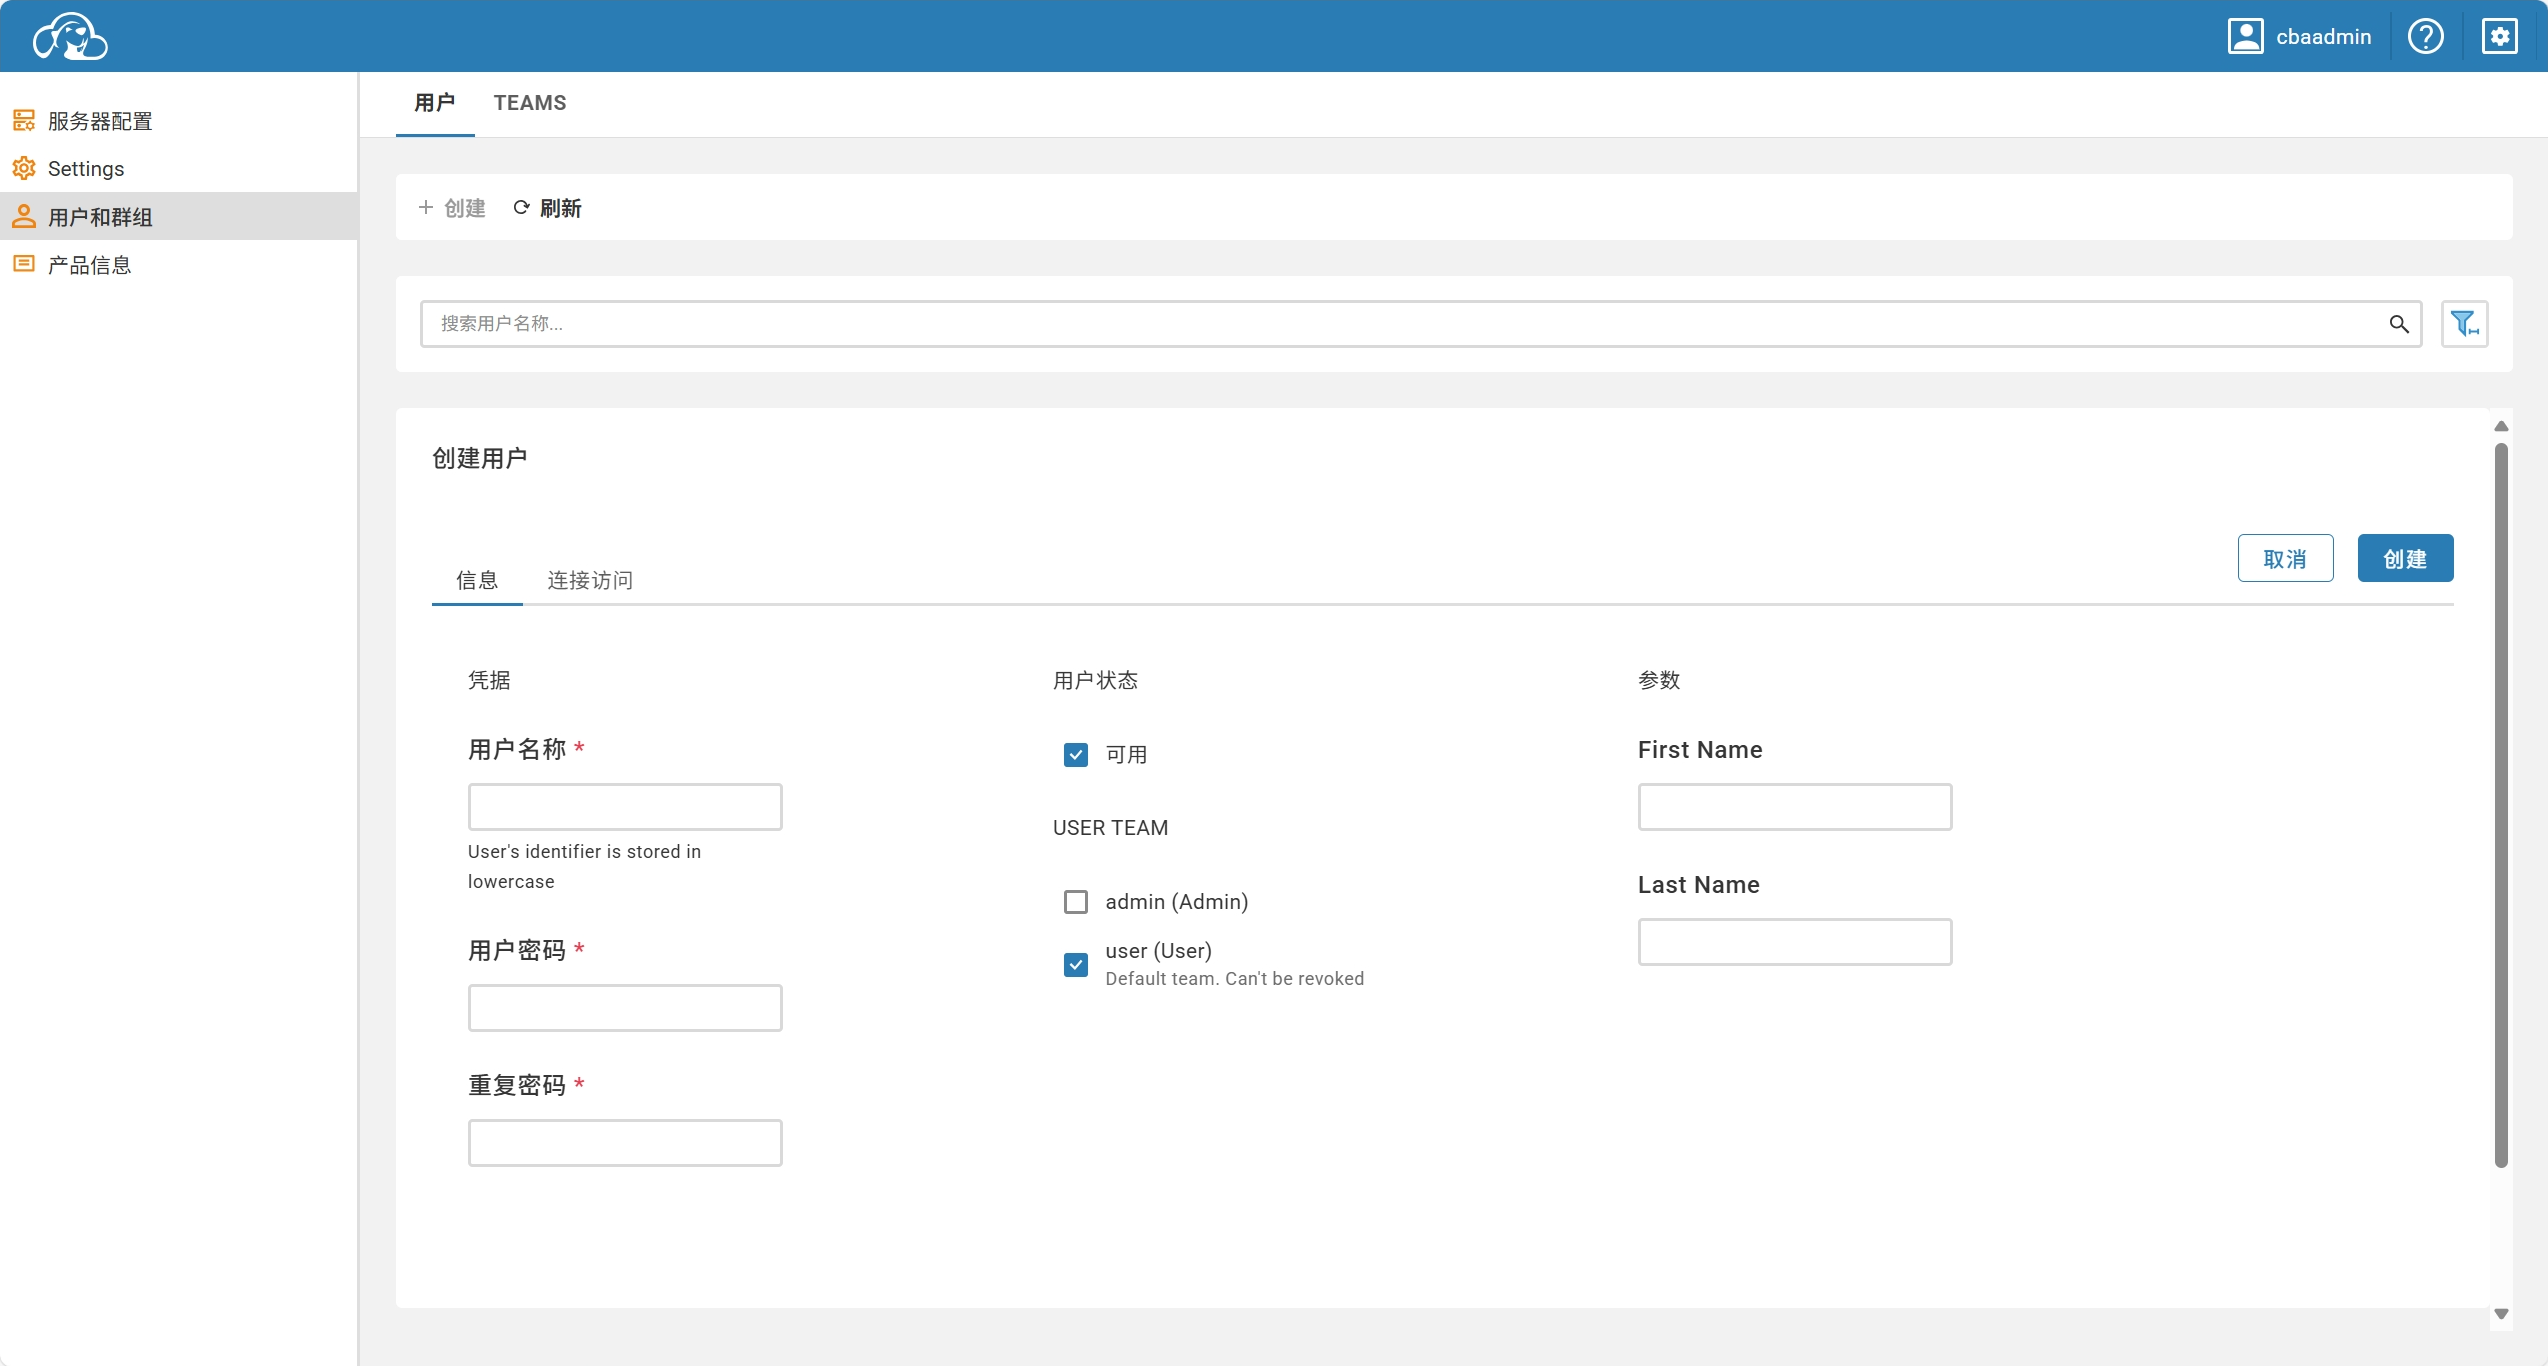 cbaadmin
服务器配置
Settings
用户和群组
产品信息
用户 TEAMS
创建 刷新
搜索用户名称...
创建用户
取消 创建
信息 连接访问
凭据
用户名称 *
User's identifier is stored in
lowercase
用户密码 *
重复密码 *
用户状态
可用
USER TEAM
admin (Admin)
user (User)
Default team. Can't be revoked
参数
First Name
Last Name